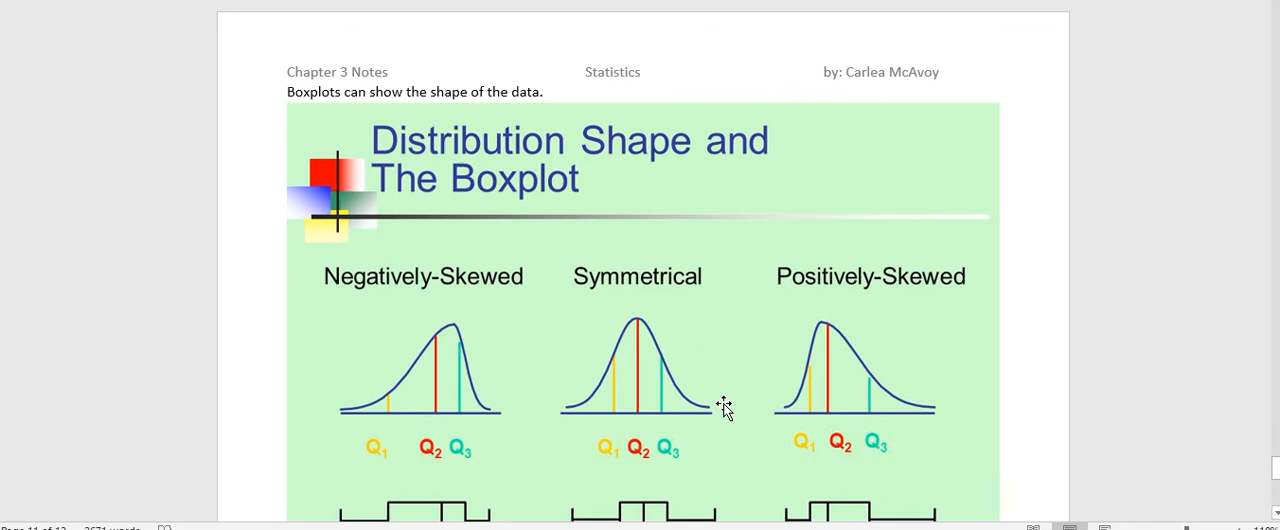 Chapter 3 Notes Statistics by: Carlea McAvoy
Boxplots can show the shape of the data.
Distribution Shape and
The Boxplot
Negatively-Skewed Symmetrical Positively-Skewed
Q1 Q2 Q3 Q1 Q2 Q3 Q1 Q2 Q3